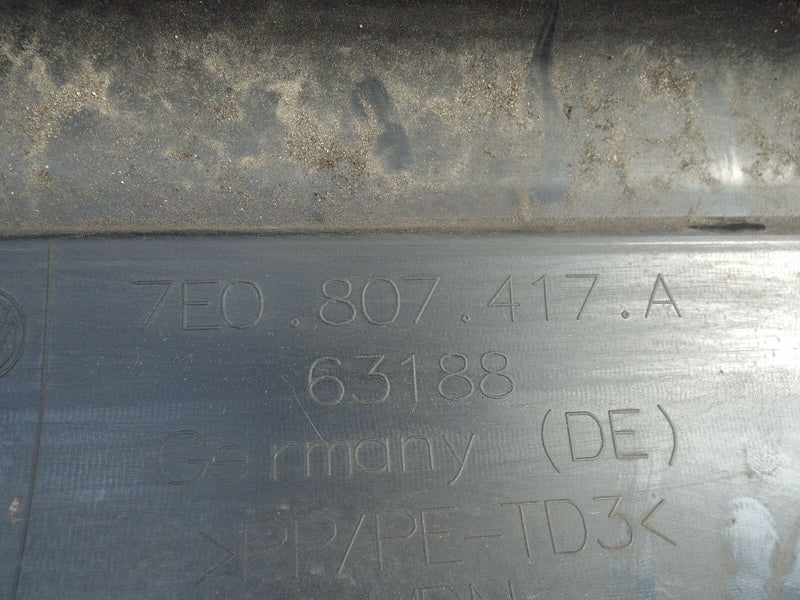 7E0.807.417.A
63188
Germany (DE)
>PP/PE-TD3<